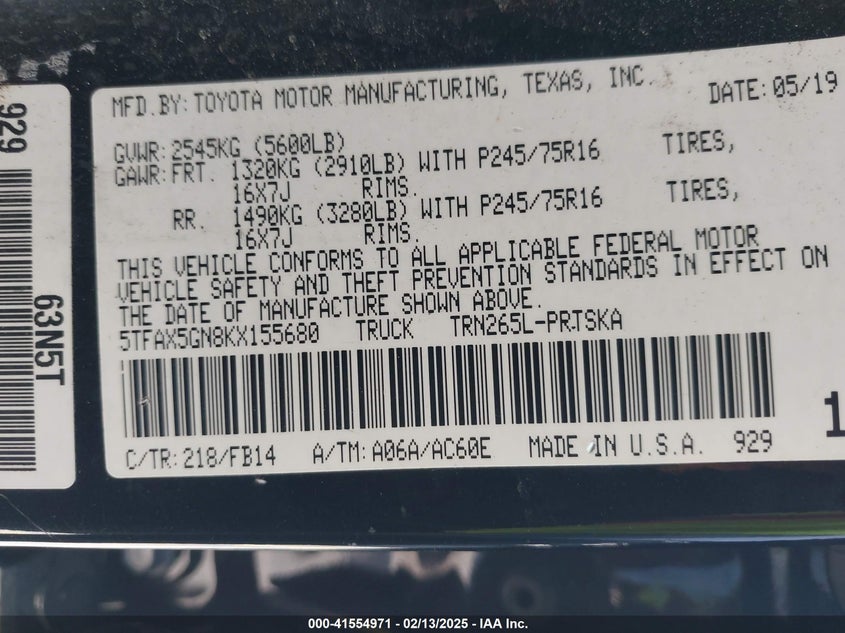 929
63N5T
MFD.BY:TOYOTA MOTOR MANUFACTURING, TEXAS, INC. DATE:05/19
GVWR:2545KG (5600LB)
GAWR:FRT. 1320KG (2910LB) WITH P245/75R16 TIRES,
16X7J RIMS.
RR. 1490KG (3280LB) WITH P245/75R16 TIRES,
16X7J RIMS.
THIS VEHICLE CONFORMS TO ALL APPLICABLE FEDERAL MOTOR
VEHICLE SAFETY AND THEFT PREVENTION STANDARDS IN EFFECT ON
THE DATE OF MANUFACTURE SHOWN ABOVE.
5TFAX5GN8KX155680 TRUCK TRN265L-PRTSKA
C/TR:218/FB14 A/TM:A06A/AC60E MADE IN U.S.A. 929
1
000-41554971 — 02/13/2025 — IAA Inc.